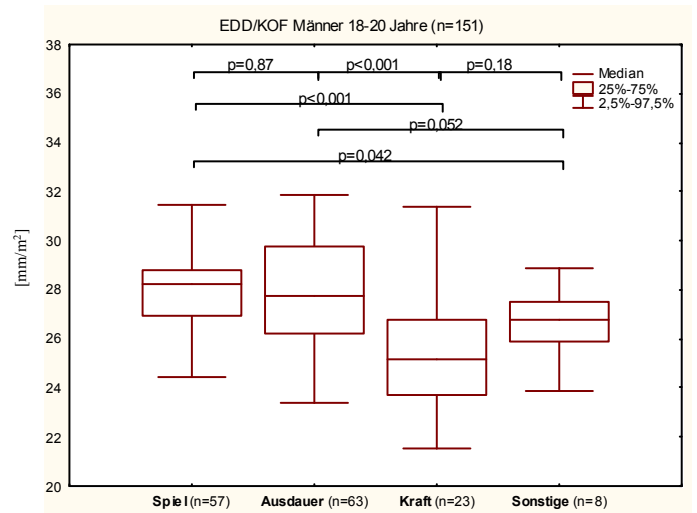 EDD/KOF Männer 18-20 Jahre (n=151)
38
36
34
32
30
28
26
24
22
20
[mm/m²]
p=0,87
p<0,001
p=0,18
p<0,001
p=0,052
p=0,042
Median
25%-75%
2,5%-97,5%
Spiel (n=57)
Ausdauer (n=63)
Kraft (n=23)
Sonstige (n=8)